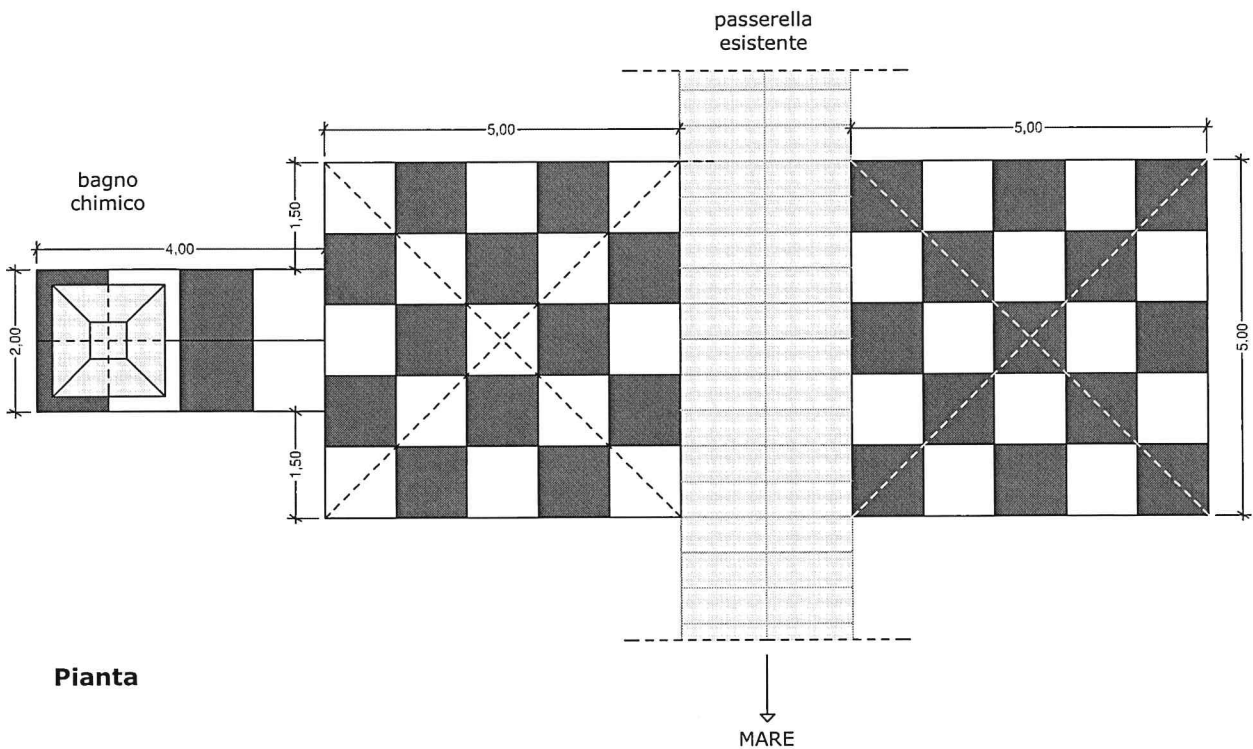 passerella
esistente
5,00
5,00
bagno
chimico
1,50
4,00
2,00
5,00
1,50
Pianta
MARE